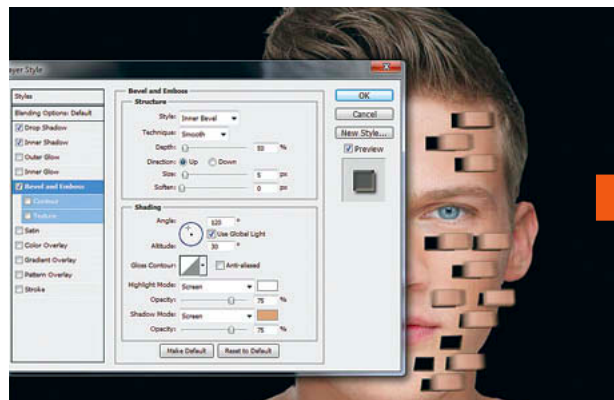 ayer Style
Styles
Blending Options: Default
Drop Shadow
Inner Shadow
Outer Glow
Inner Glow
Bevel and Emboss
Contour
Texture
Satin
Color Overlay
Gradient Overlay
Pattern Overlay
Stroke
Bevel and Emboss
Structure
Style: Inner Bevel
Technique: Smooth
Depth: 50 %
Direction: Up Down
Size: 5 px
Soften: 0 px
Shading
Angle: 120 °
Use Global Light
Altitude: 30 °
Gloss Contour: Anti-aliased
Highlight Mode: Screen
Opacity: 75 %
Shadow Mode: Screen
Opacity: 75 %
Make Default Reset to Default
OK
Cancel
New Style...
Preview